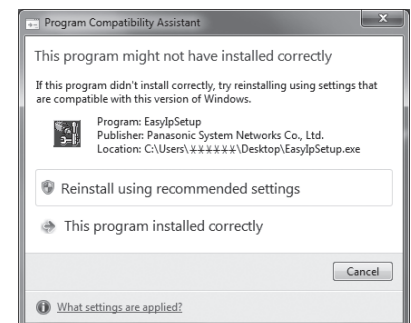 Program Compatibility Assistant
x
This program might not have installed correctly
If this program didn't install correctly, try reinstalling using settings that
are compatible with this version of Windows.
Program: EasyIpSetup
Publisher: Panasonic System Networks Co., Ltd.
Location: C:\Users\✕✕✕✕✕✕\Desktop\EasyIpSetup.exe
Reinstall using recommended settings
This program installed correctly
Cancel
What settings are applied?